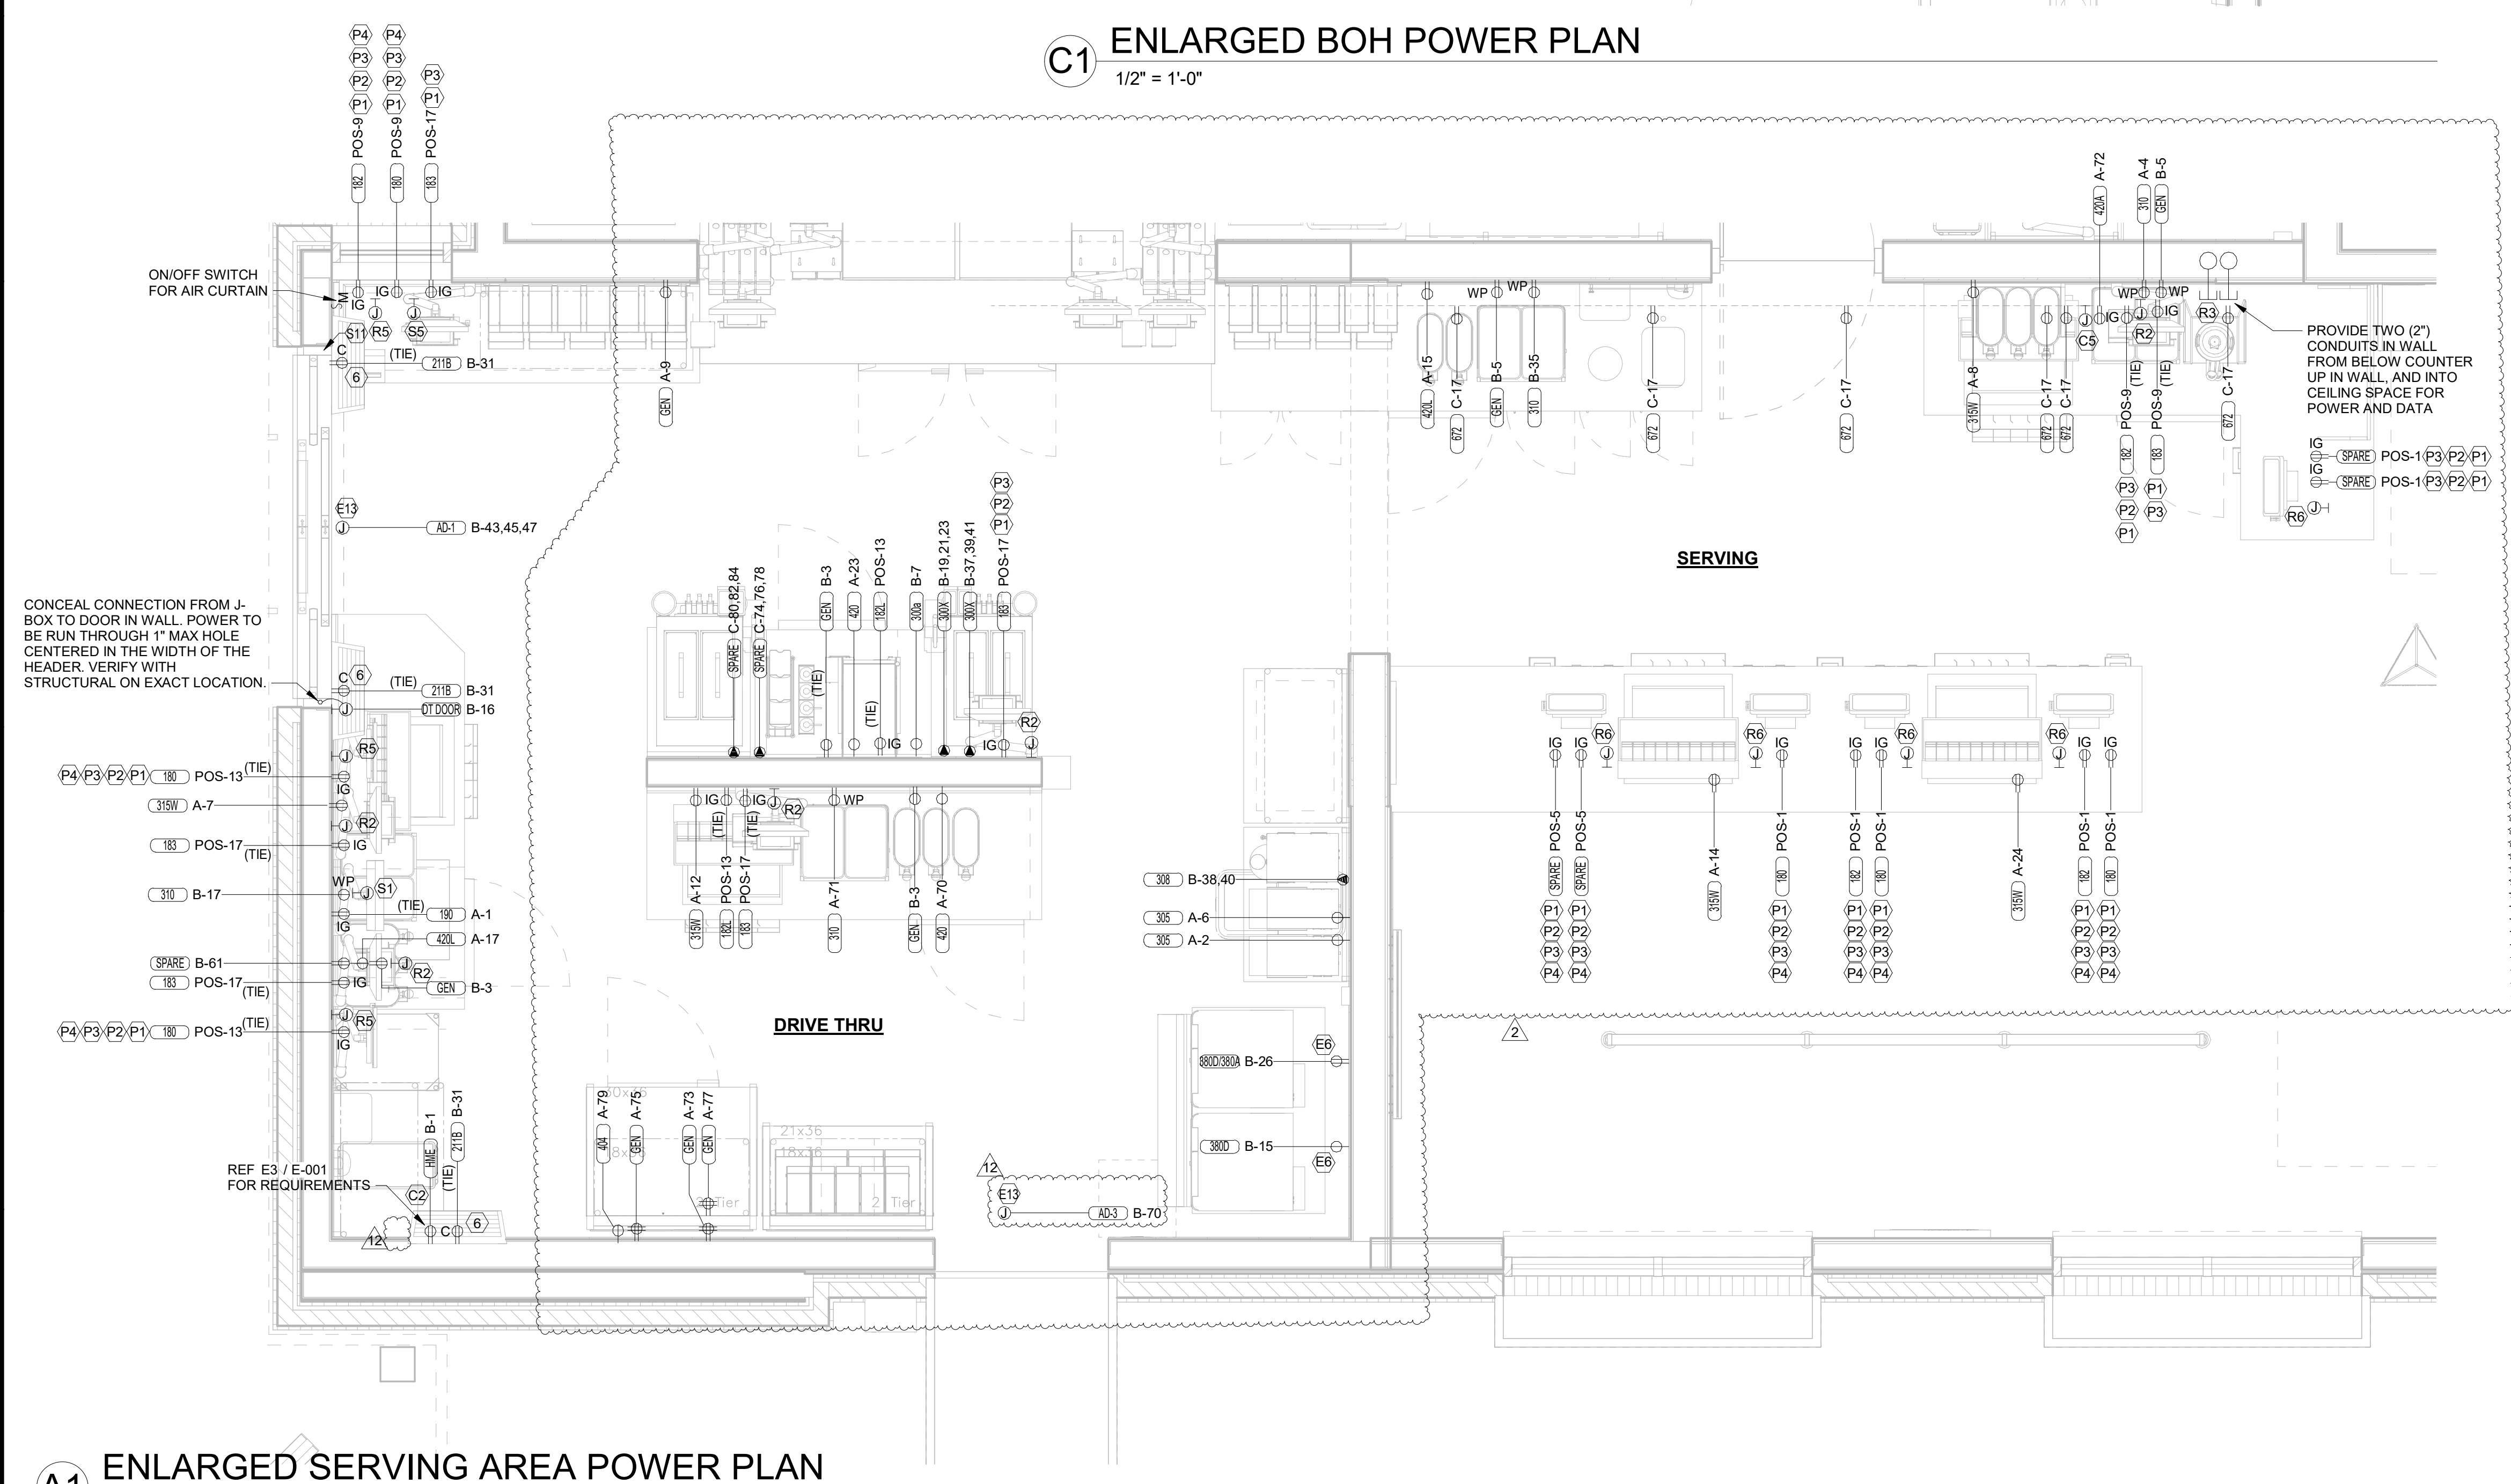 C1
ENLARGED BOH POWER PLAN
1/2" = 1'-0"
P4
P3
P2
P1
POS-9
182
P4
P3
P2
P1
POS-9
180
P3
P1
POS-17
183
ON/OFF SWITCH
FOR AIR CURTAIN
M
S
IG
IG
IG
J
J
S11
R5
S5
C
6
(TIE)
211B B-31
A-9
GEN
A-15
420L
C-17
672
WP
B-5
GEN
WP
B-35
310
C-17
672
C-17
672
A-8
315W
C-17
672
C-17
672
A-72
420A
A-4
310
B-5
GEN
WP
WP
J
C5
IG
J
R2
IG
R3
POS-9
(TIE)
182
P3
P2
P1
POS-9
(TIE)
183
P1
P3
C-17
672
PROVIDE TWO (2")
CONDUITS IN WALL
FROM BELOW COUNTER
UP IN WALL, AND INTO
CEILING SPACE FOR
POWER AND DATA
IG
SPARE POS-1 P3 P2 P1
IG
SPARE POS-1 P3 P2 P1
R6
J
E13
J
AD-1 B-43,45,47
SERVING
CONCEAL CONNECTION FROM J-
BOX TO DOOR IN WALL. POWER TO
BE RUN THROUGH 1" MAX HOLE
CENTERED IN THE WIDTH OF THE
HEADER. VERIFY WITH
STRUCTURAL ON EXACT LOCATION.
C
6
(TIE)
211B B-31
J
DT DOOR B-16
J
R5
P4 P3 P2 P1 180 POS-13 (TIE)
IG
315W A-7
J
R2
183 POS-17 (TIE)
IG
WP
J
S1
310 B-17
(TIE)
190 A-1
IG
420L A-17
SPARE B-61
J
R2
183 POS-17 (TIE)
IG
GEN B-3
J
R5
P4 P3 P2 P1 180 POS-13 (TIE)
IG
C-80,82,84
SPARE
C-74,76,78
SPARE
B-3
GEN
(TIE)
A-23
420
POS-13
182L
(TIE)
IG
B-7
300a
B-19,21,23
300X
B-37,39,41
300X
P3
P2
P1
POS-17
183
IG
R2
J
A-12
315W
IG
POS-13
(TIE)
182L
IG
POS-17
(TIE)
183
J
R2
WP
A-71
310
B-3
GEN
A-70
420
308 B-38,40
305 A-6
305 A-2
IG
POS-5
SPARE
P1
P2
P3
P4
IG
POS-5
SPARE
P1
P2
P3
P4
R6
J
A-14
315W
R6
J
IG
POS-1
180
P1
P2
P3
P4
IG
POS-1
182
P1
P2
P3
P4
IG
POS-1
180
P1
P2
P3
P4
R6
J
A-24
315W
R6
J
IG
POS-1
182
P1
P2
P3
P4
IG
POS-1
180
P1
P2
P3
P4
2
DRIVE THRU
E6
380D/380A B-26
380D B-15
E6
30x36
A-79
404
A-75
GEN
A-73
GEN
A-77
GEN
21x36
18x36
2 Tier
REF E3 / E-001
FOR REQUIREMENTS
B-1
HME
B-31
211B
(TIE)
C2
C
6
12
12
E13
J
AD-3 B-70
A1
ENLARGED SERVING AREA POWER PLAN